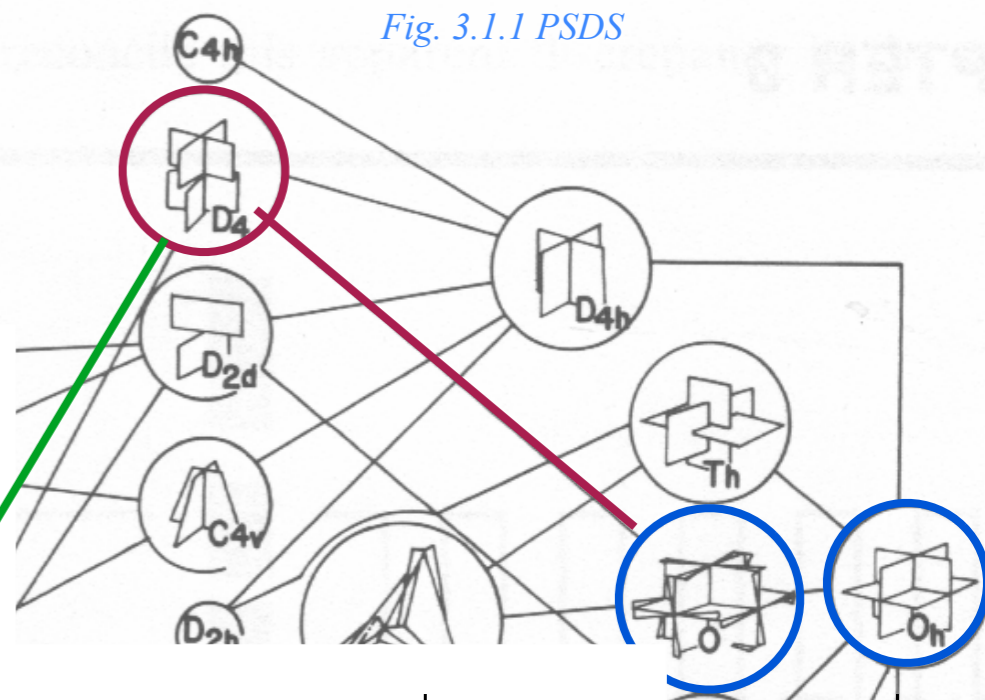 Fig. 3.1.1 PSDS
C4h
D4
D4h
D2d
Th
C4v
O
Oh
D2h